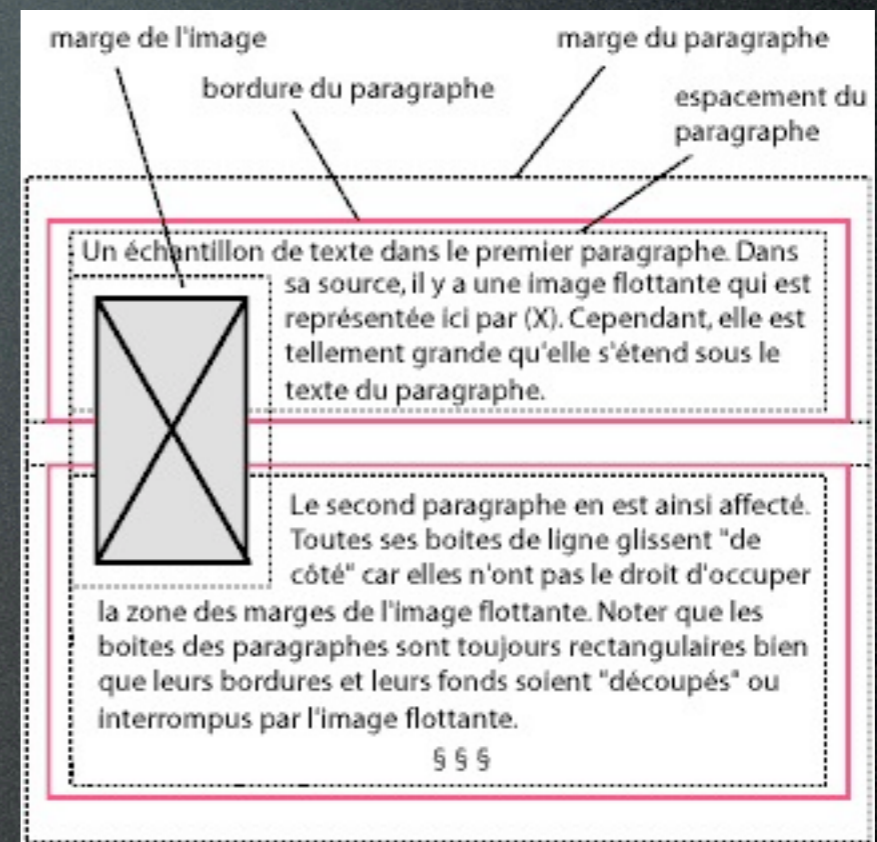 marge de l'image
marge du paragraphe
bordure du paragraphe
espacement du
paragraphe
Un échantillon de texte dans le premier paragraphe. Dans
sa source, il y a une image flottante qui est
représentée ici par (X). Cependant, elle est
tellement grande qu'elle s'étend sous le
texte du paragraphe.
Le second paragraphe en est ainsi affecté.
Toutes ses boites de ligne glissent "de
côté" car elles n'ont pas le droit d'occuper
la zone des marges de l'image flottante. Noter que les
boites des paragraphes sont toujours rectangulaires bien
que leurs bordures et leurs fonds soient "découpés" ou
interrompus par l'image flottante.
§ § §